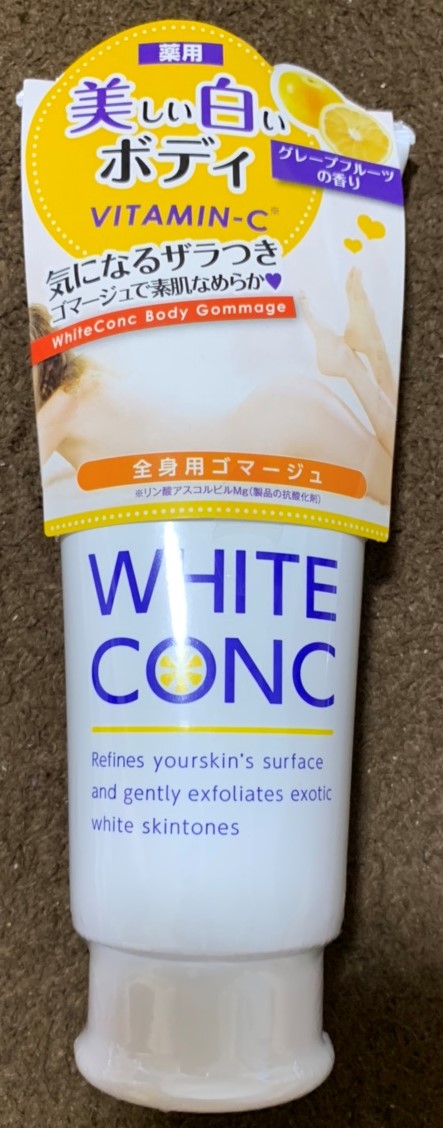 薬用
美しい白い
ボディ
VITAMIN-C※
グレープフルーツ
の香り
気になるザラつき
ゴマージュで素肌なめらか♥
WhiteConc Body Gommage
全身用ゴマージュ
※リン酸アスコルビルMg(製品の抗酸化剤)
WHITE
CONC
Refines yourskin's surface
and gently exfoliates exotic
white skintones